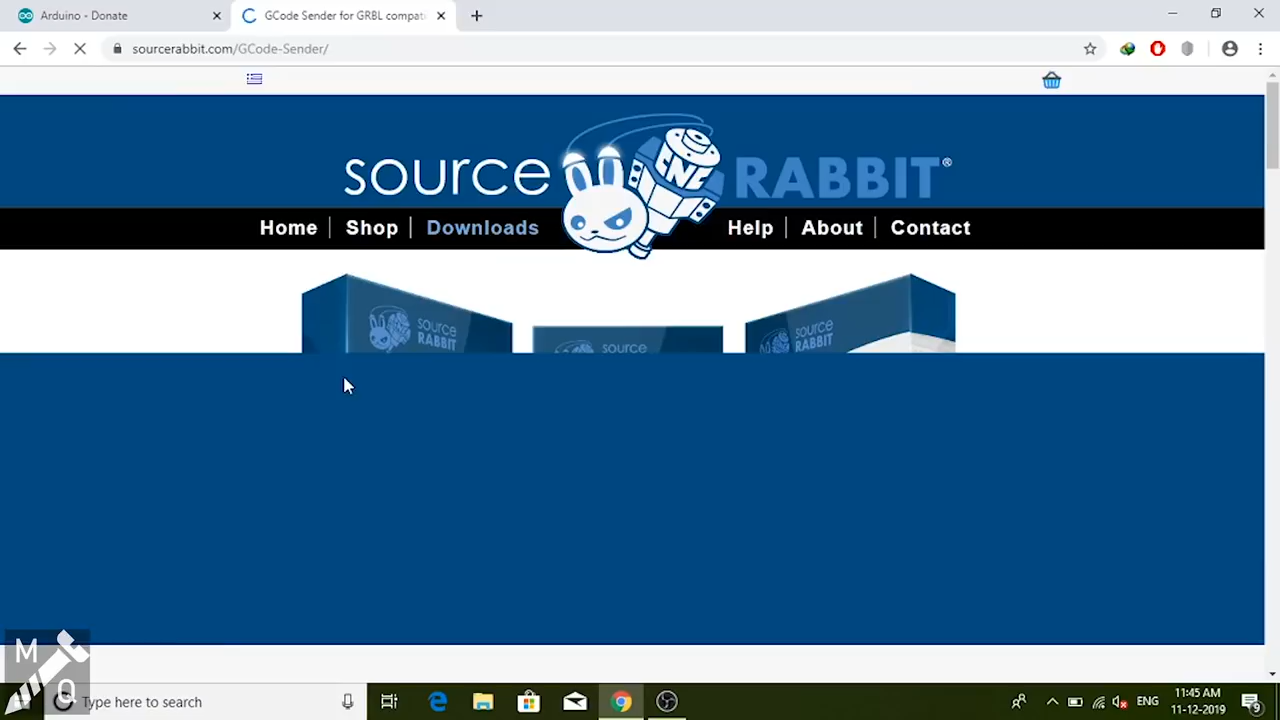 Arduino - Donate
GCode Sender for GRBL compat
sourcerabbit.com/GCode-Sender/
source RABBIT®
CNC
Home Shop Downloads Help About Contact
source RABBIT
source
source RABBIT
M
Q
Type here to search
ENG
11:45 AM
11-12-2019
9